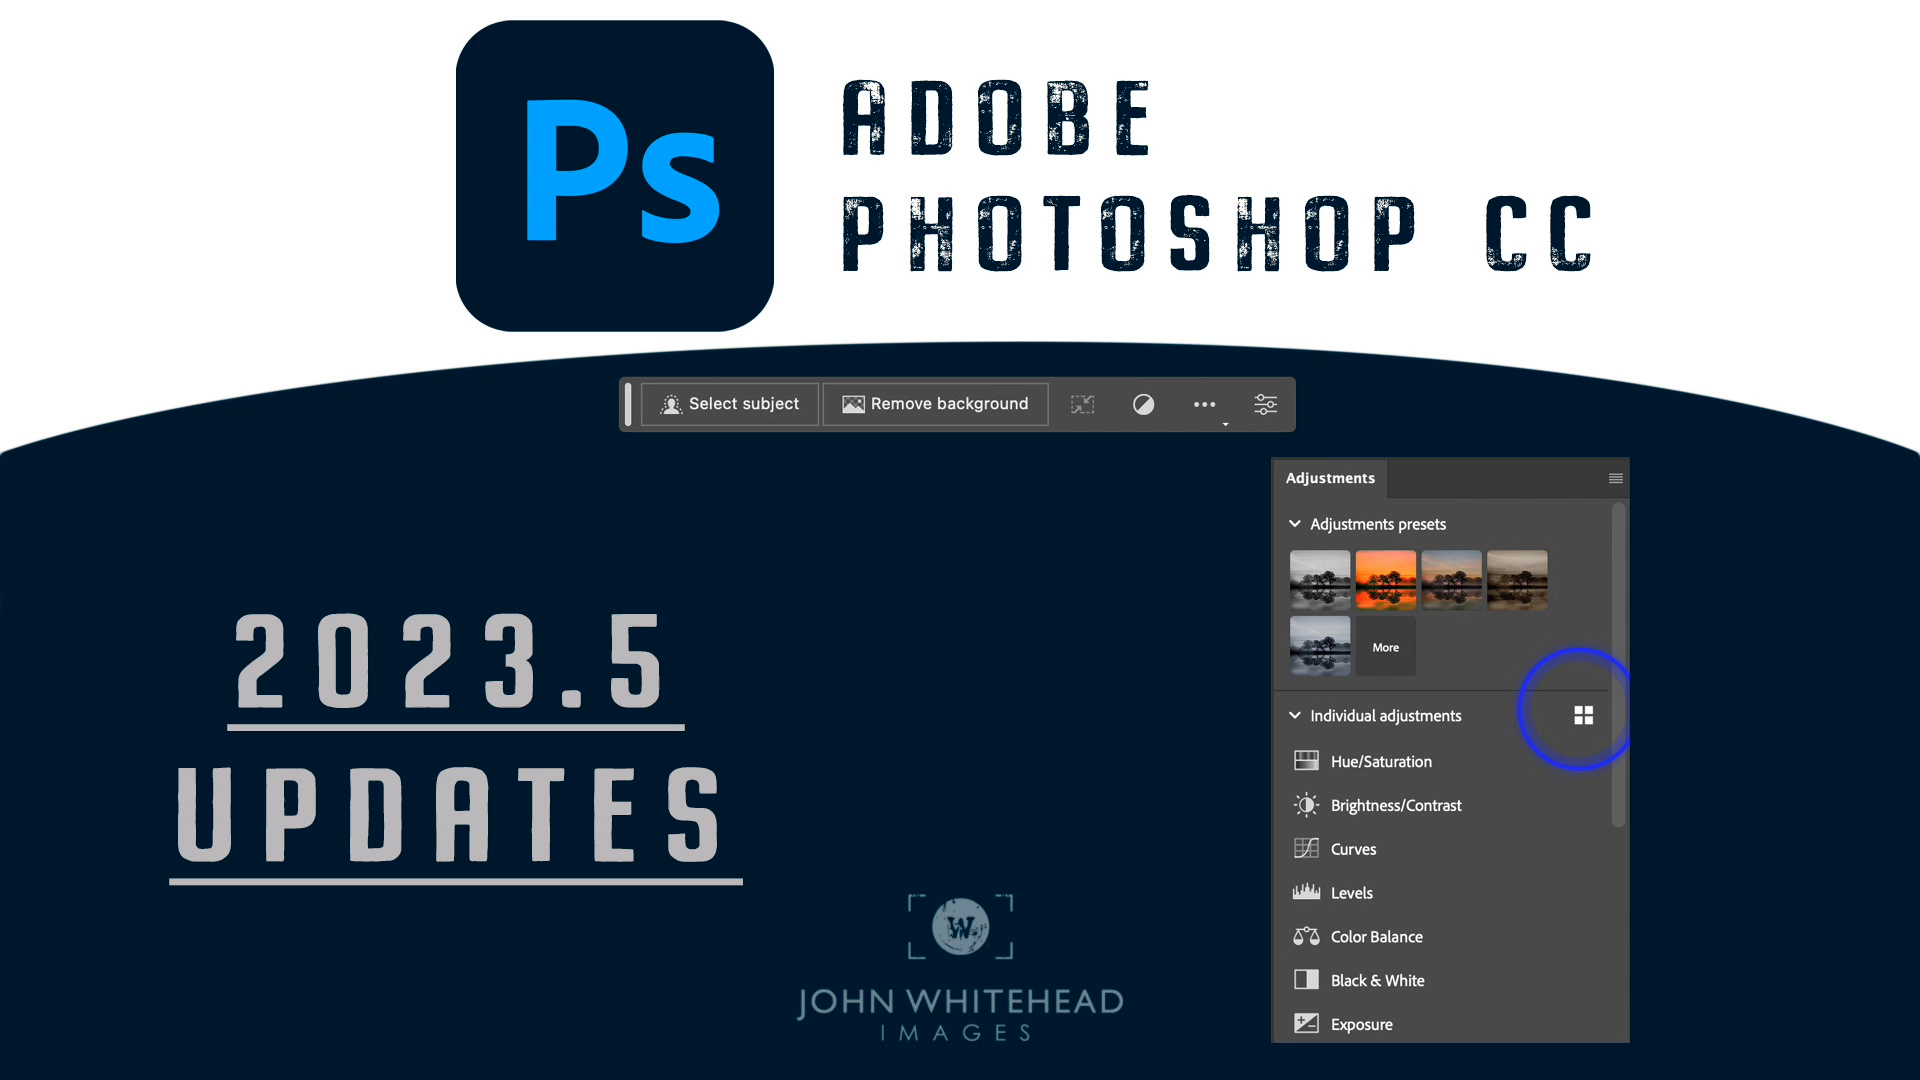 Ps
ADOBE
PHOTOSHOP CC
Select subject
Remove background
Adjustments
Adjustments presets
More
Individual adjustments
Hue/Saturation
Brightness/Contrast
Curves
Levels
Color Balance
Black & White
Exposure
2023.5
UPDATES
W
JOHN WHITEHEAD
IMAGES